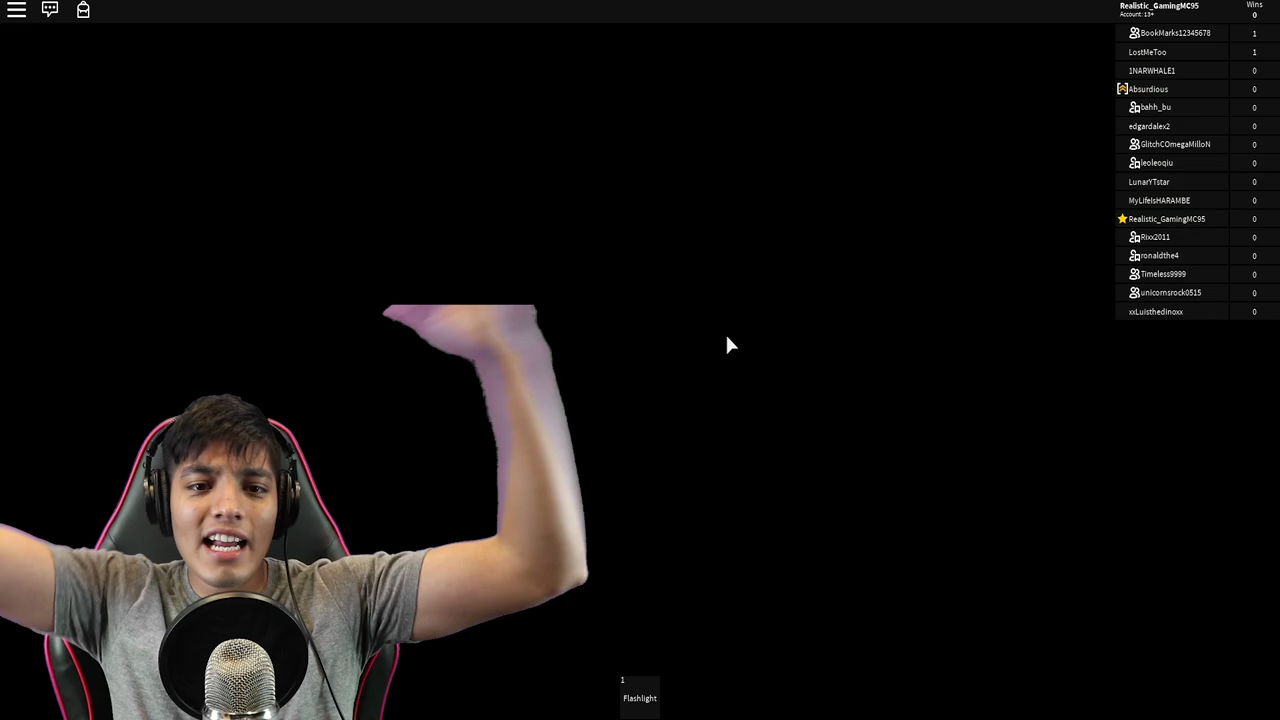 Realistic_GamingMC95
Account: 13+
Wins
0
BookMarks12345678 1
LostMeToo 1
1NARWHALE1 0
Absurdious 0
bahh_bu 0
edgardalex2 0
GlitchCOmegaMilloN 0
leoleoqiu 0
LunarYTstar 0
MyLifeIsHARAMBE 0
Realistic_GamingMC95 0
Rixx2011 0
ronaldthe4 0
Timeless9999 0
unicornsrock0515 0
xxLuisthedinoxx 0
1
Flashlight